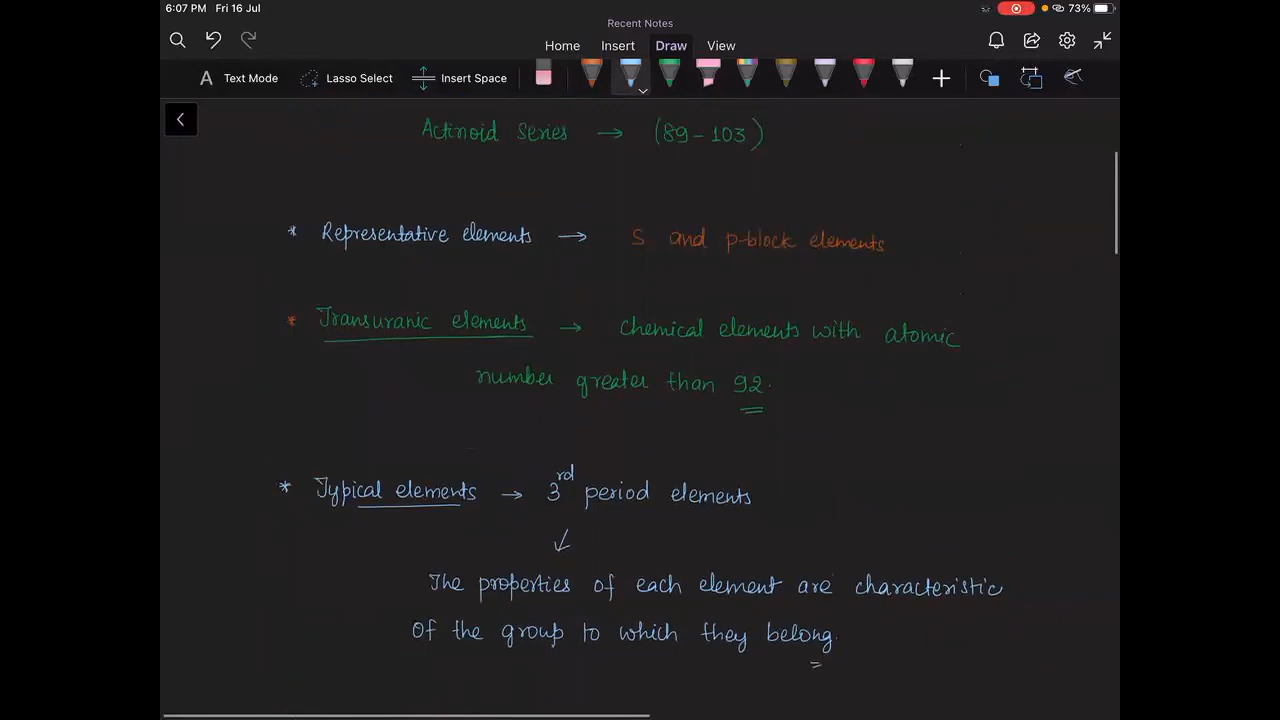 6:07 PM Fri 16 Jul
73%
Recent Notes
Home Insert Draw View
Text Mode Lasso Select Insert Space
Actinoid Series → (89 - 103)
* Representative elements → S and p-block elements
* Transuranic elements → chemical elements with atomic
number greater than 92.
* Typical elements → 3rd period elements
The properties of each element are characteristic
Of the group to which they belong.